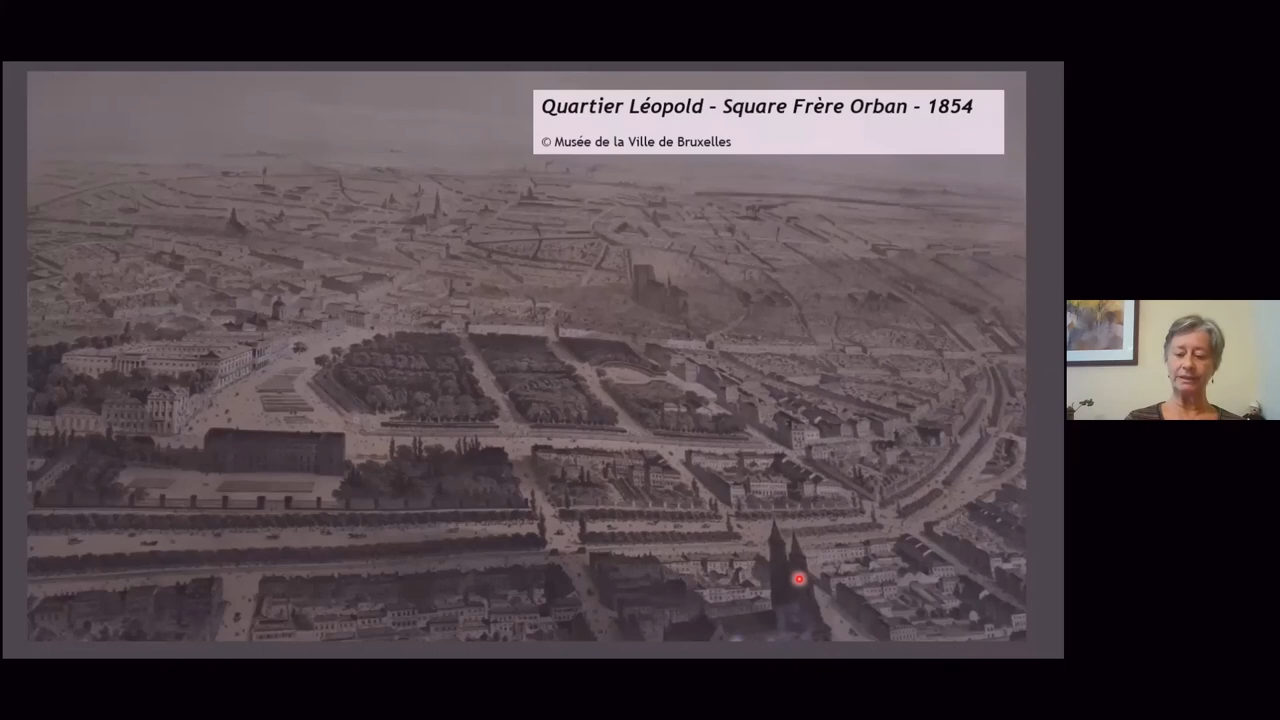 Quartier Léopold – Square Frère Orban - 1854
© Musée de la Ville de Bruxelles